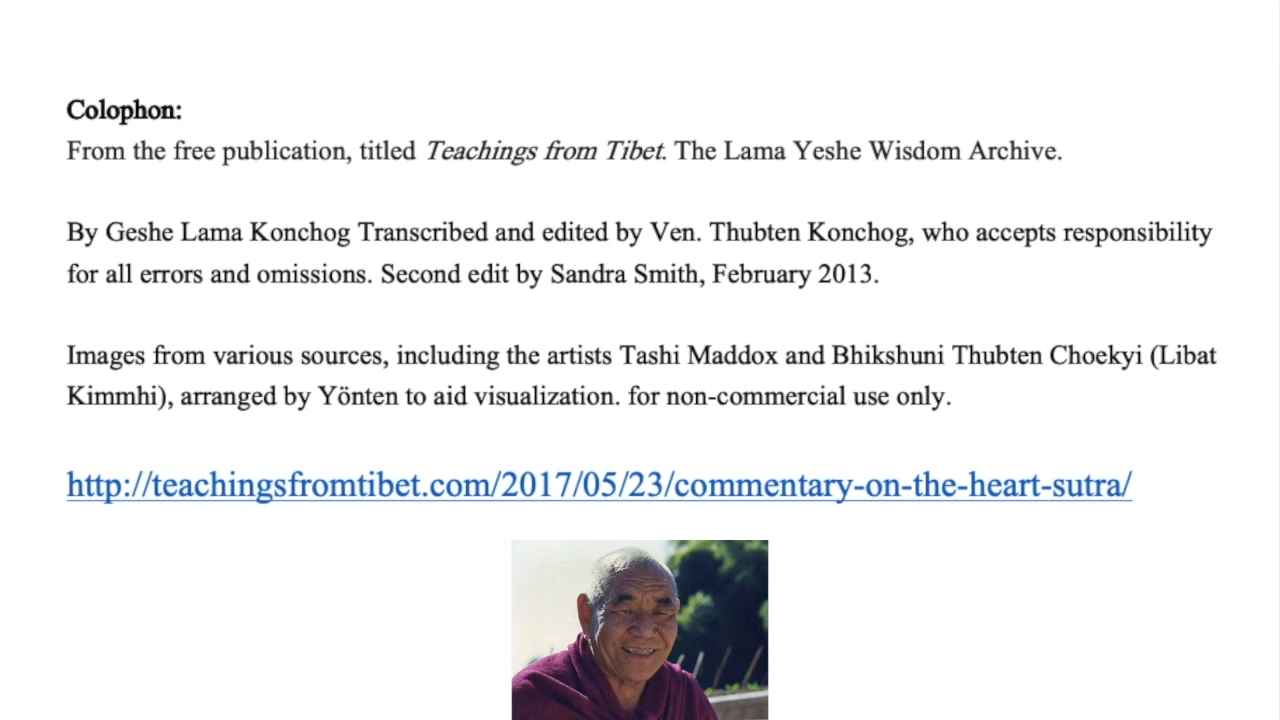 Colophon:
From the free publication, titled Teachings from Tibet. The Lama Yeshe Wisdom Archive.
By Geshe Lama Konchog Transcribed and edited by Ven. Thubten Konchog, who accepts responsibility
for all errors and omissions. Second edit by Sandra Smith, February 2013.
Images from various sources, including the artists Tashi Maddox and Bhikshuni Thubten Choekyi (Libat
Kimmhi), arranged by Yönten to aid visualization. for non-commercial use only.
http://teachingsfromtibet.com/2017/05/23/commentary-on-the-heart-sutra/